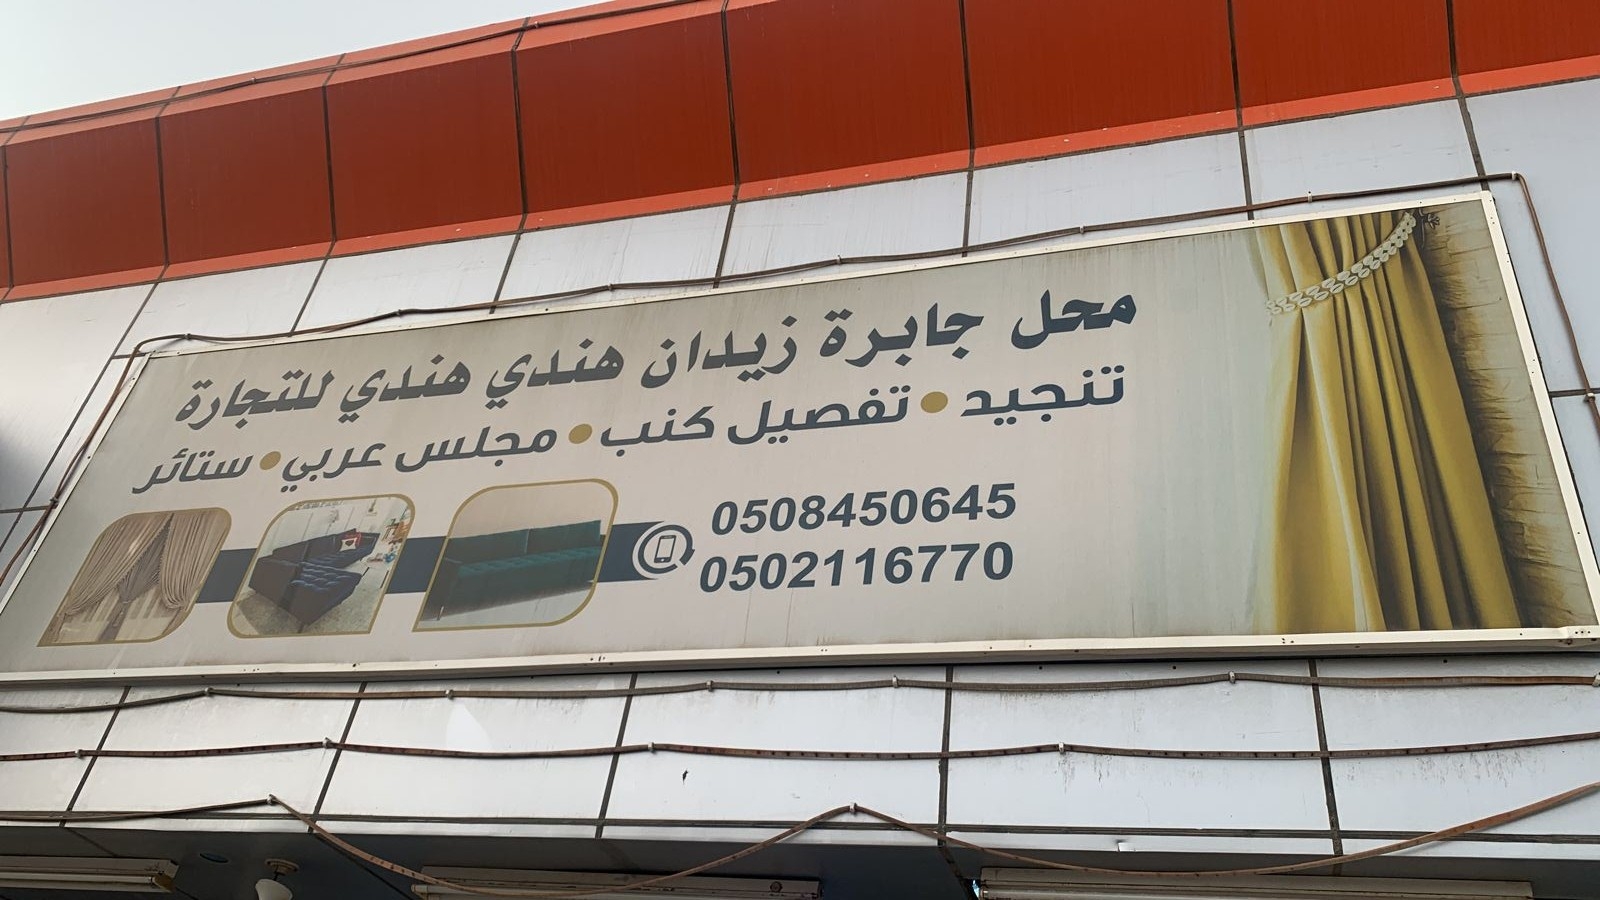 محل جابرة زيدان هندي هندي للتجارة
تنجيد • تفصيل كنب • مجلس عربي • ستائر
0508450645
0502116770